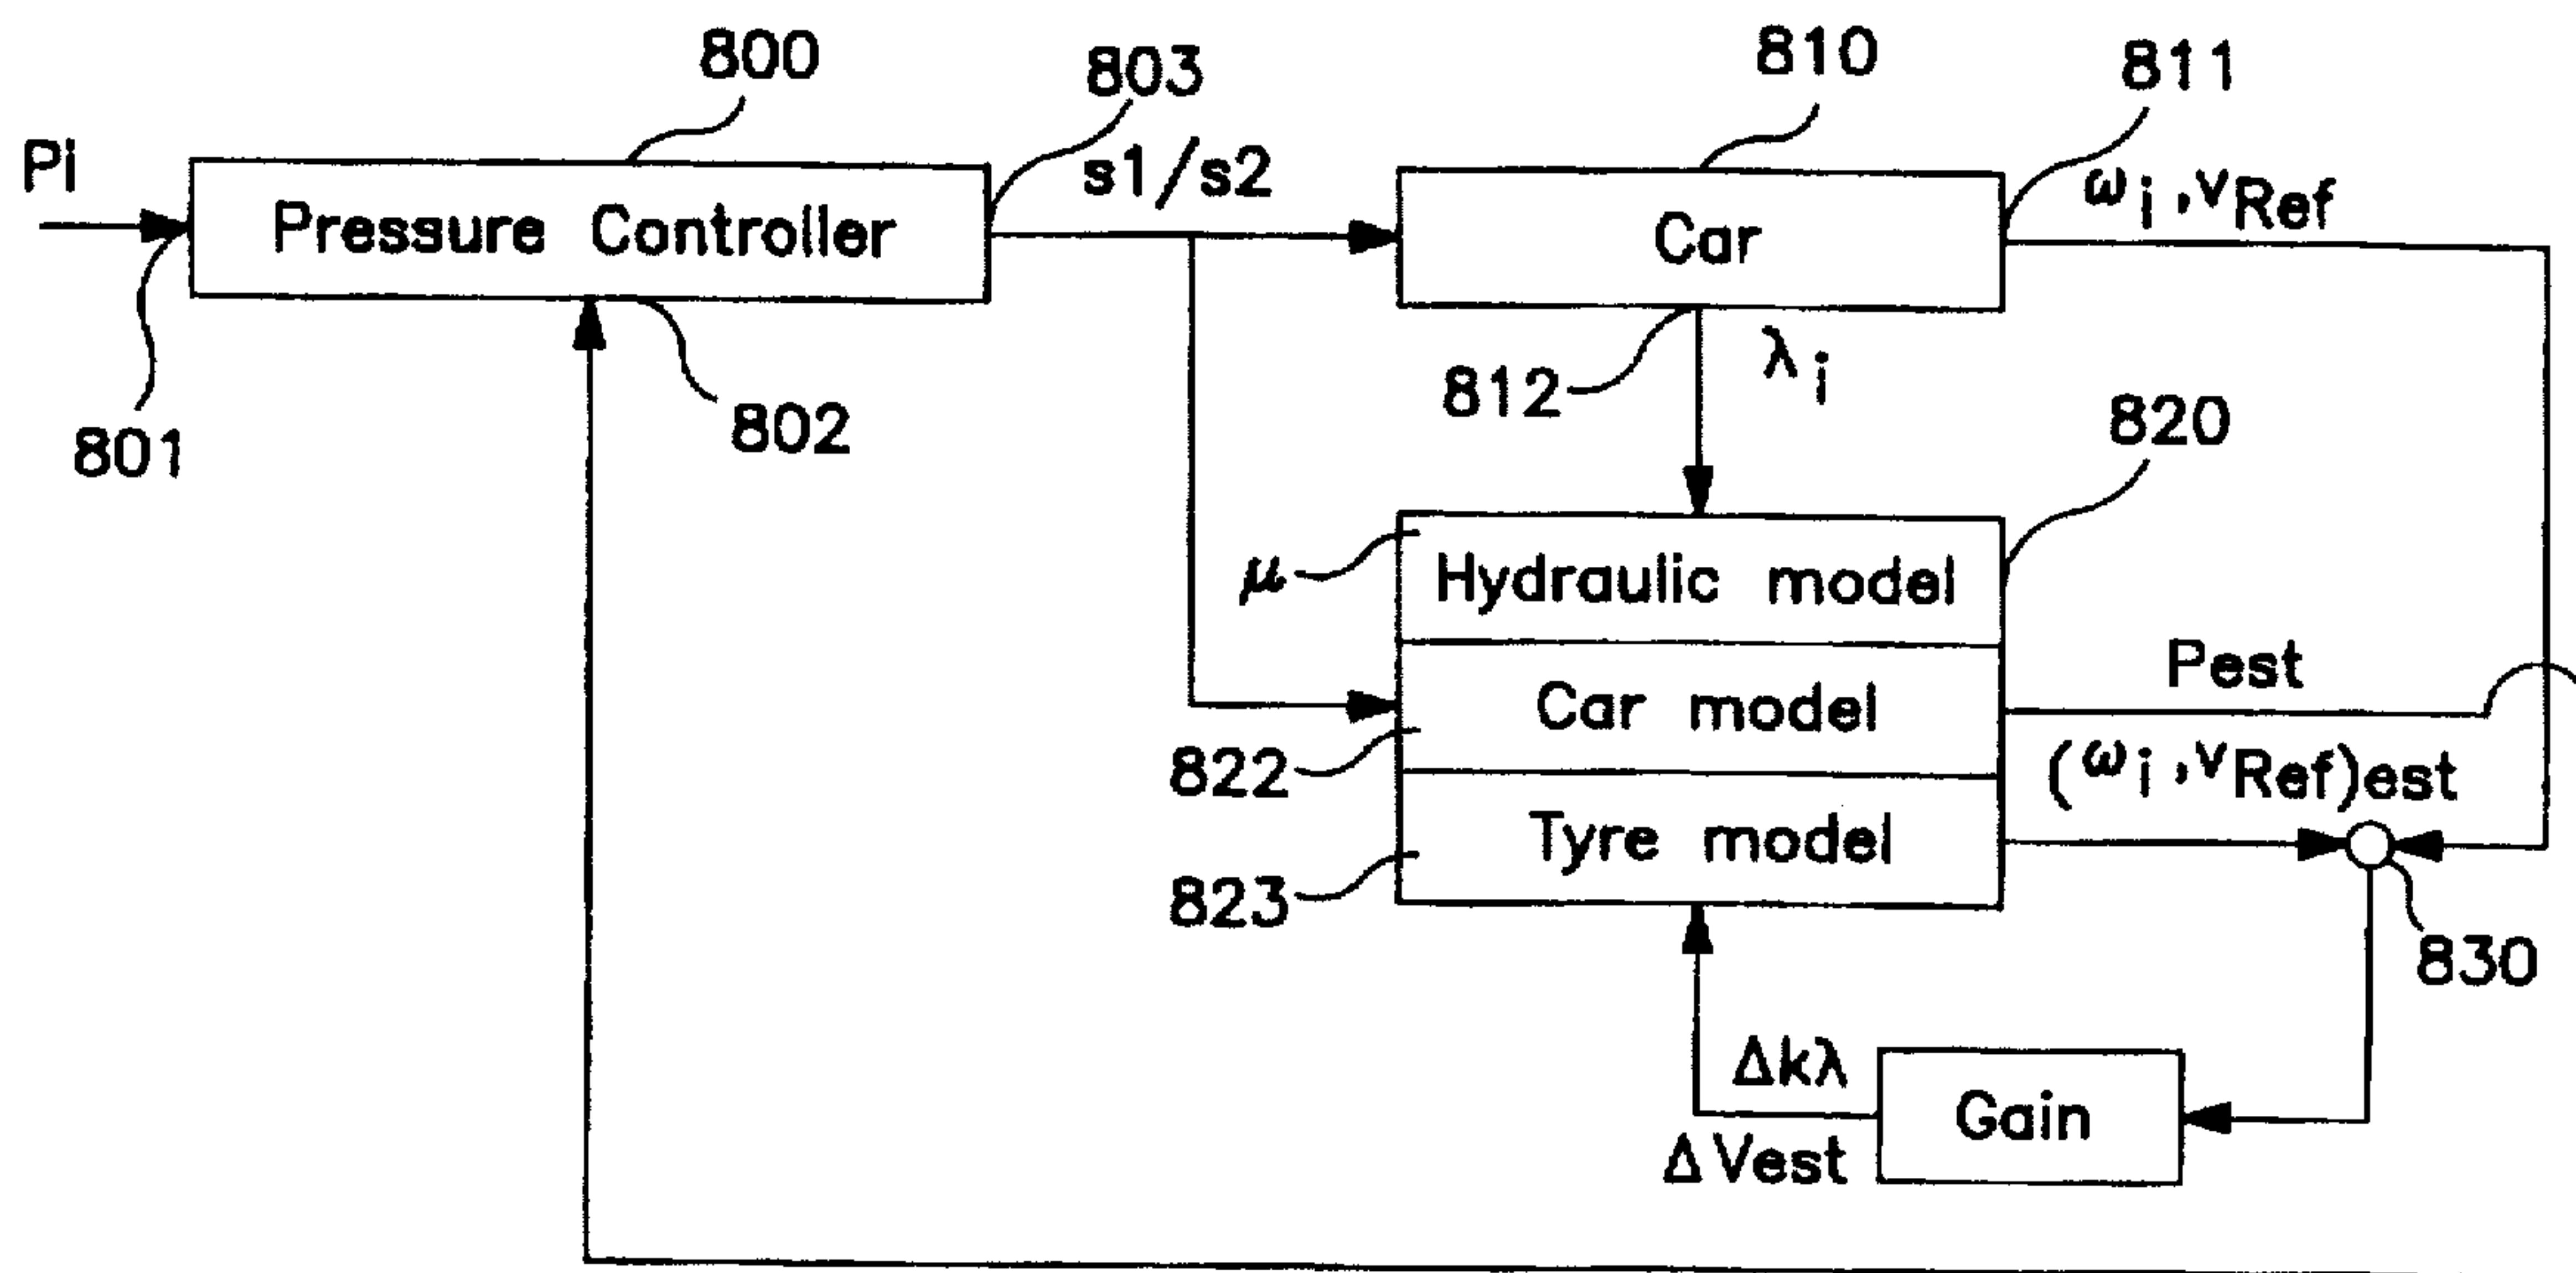 800
803
810
811
Pi
s1/s2
ωi,vRef
Pressure Controller
Car
801
802
812
λi
820
μ
Hydraulic model
Car model
Pest
822
(ωi,vRef)est
Tyre model
823
830
Δkλ
Gain
ΔVest